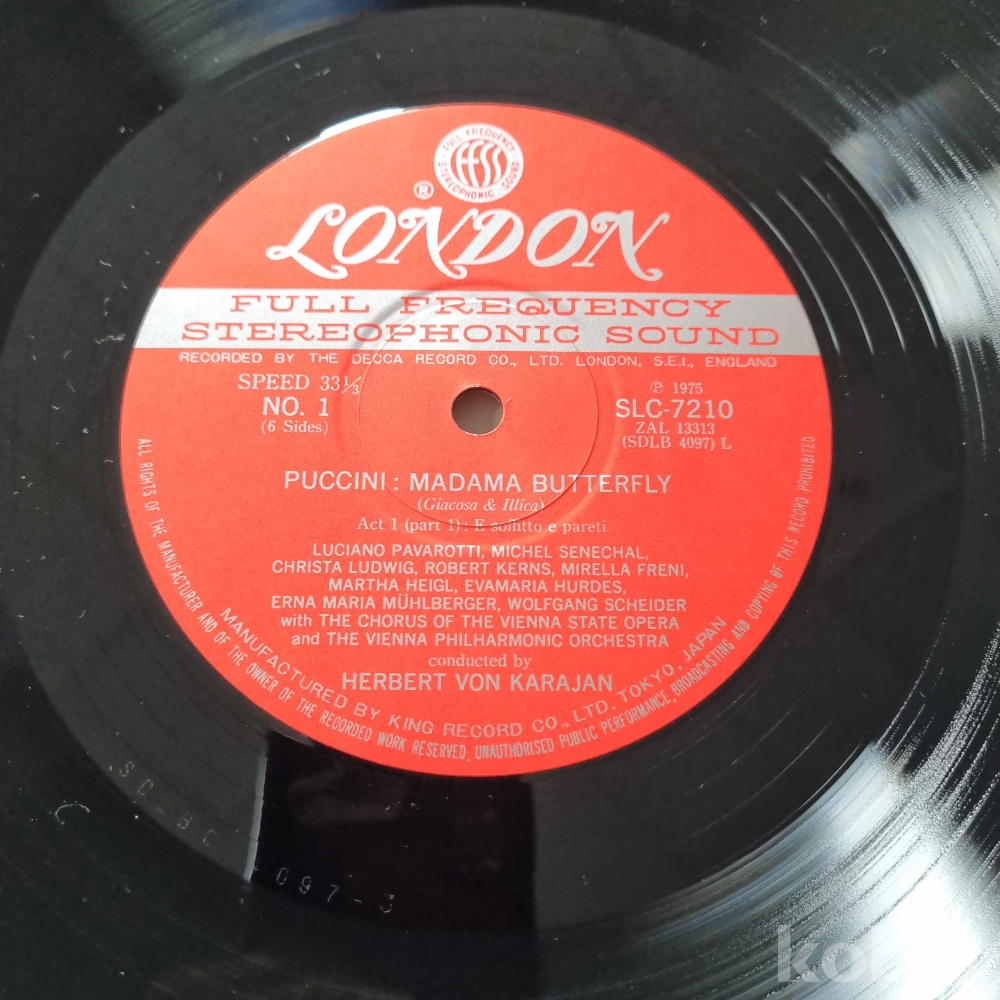 FULL FREQUENCY
FFSS
STEREOPHONIC SOUND
®
LONDON
FULL FREQUENCY
STEREOPHONIC SOUND
RECORDED BY THE DECCA RECORD CO., LTD. LONDON, S.E.I., ENGLAND
SPEED 33⅓
NO. 1
(6 Sides)
℗ 1975
SLC-7210
ZAL 13313
(SDLB 4097) L
PUCCINI: MADAMA BUTTERFLY
(Giacosa & Illica)
Act 1 (part 1): E soffitto e pareti
LUCIANO PAVAROTTI, MICHEL SENECHAL,
CHRISTA LUDWIG, ROBERT KERNS, MIRELLA FRENI,
MARTHA HEIGL, EVAMARIA HURDES,
ERNA MARIA MÜHLBERGER, WOLFGANG SCHEIDER
with THE CHORUS OF THE VIENNA STATE OPERA
and THE VIENNA PHILHARMONIC ORCHESTRA
conducted by
HERBERT VON KARAJAN
MANUFACTURED BY KING RECORD CO., LTD. TOKYO, JAPAN
ALL RIGHTS OF THE MANUFACTURER AND OF THE OWNER OF THE RECORDED WORK RESERVED. UNAUTHORISED PUBLIC PERFORMANCE, BROADCASTING AND COPYING OF THIS RECORD PROHIBITED
097-3